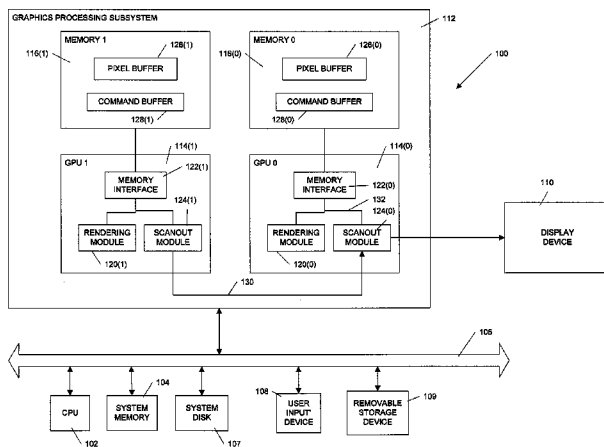 GRAPHICS PROCESSING SUBSYSTEM
112
MEMORY 1
MEMORY 0
116(1)
126(1)
PIXEL BUFFER
COMMAND BUFFER
128(1)
116(0)
126(0)
PIXEL BUFFER
COMMAND BUFFER
128(0)
100
GPU 1
114(1)
MEMORY
INTERFACE
122(1)
124(1)
RENDERING
MODULE
SCANOUT
MODULE
120(1)
GPU 0
114(0)
MEMORY
INTERFACE
122(0)
132
124(0)
RENDERING
MODULE
SCANOUT
MODULE
120(0)
130
110
DISPLAY
DEVICE
CPU
102
104
SYSTEM
MEMORY
SYSTEM
DISK
107
108
USER
INPUT
DEVICE
REMOVABLE
STORAGE
DEVICE
109